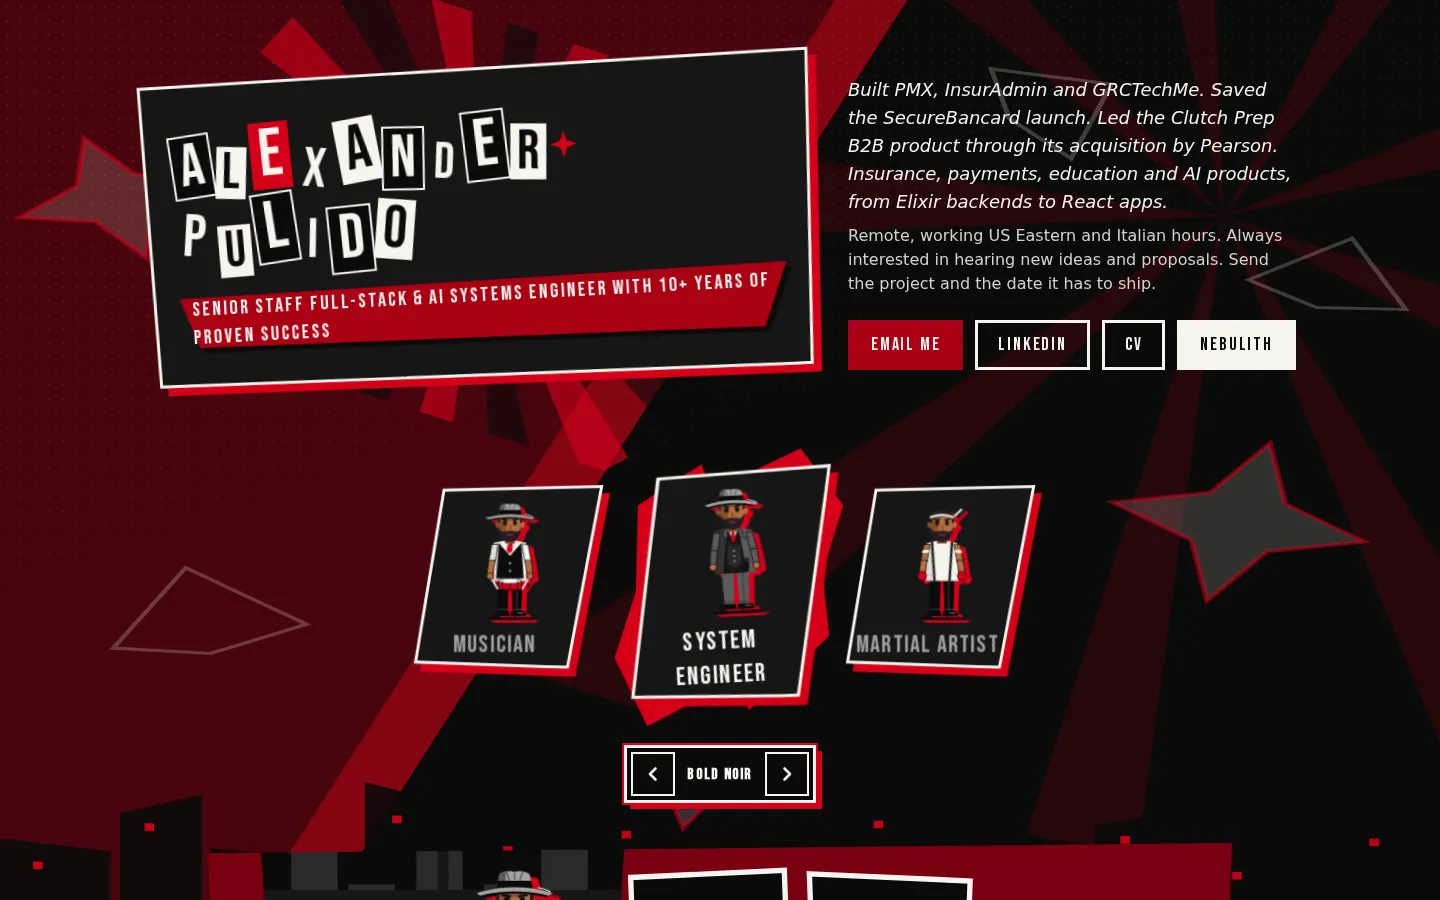 ALEXANDER
PULIDO
SENIOR STAFF FULL-STACK & AI SYSTEMS ENGINEER WITH 10+ YEARS OF
PROVEN SUCCESS
Built PMX, InsurAdmin and GRCTechMe. Saved
the SecureBancard launch. Led the Clutch Prep
B2B product through its acquisition by Pearson.
Insurance, payments, education and AI products,
from Elixir backends to React apps.
Remote, working US Eastern and Italian hours. Always
interested in hearing new ideas and proposals. Send
the project and the date it has to ship.
EMAIL ME
LINKEDIN
CV
NEBULITH
MUSICIAN
SYSTEM
ENGINEER
MARTIAL ARTIST
BOLD NOIR